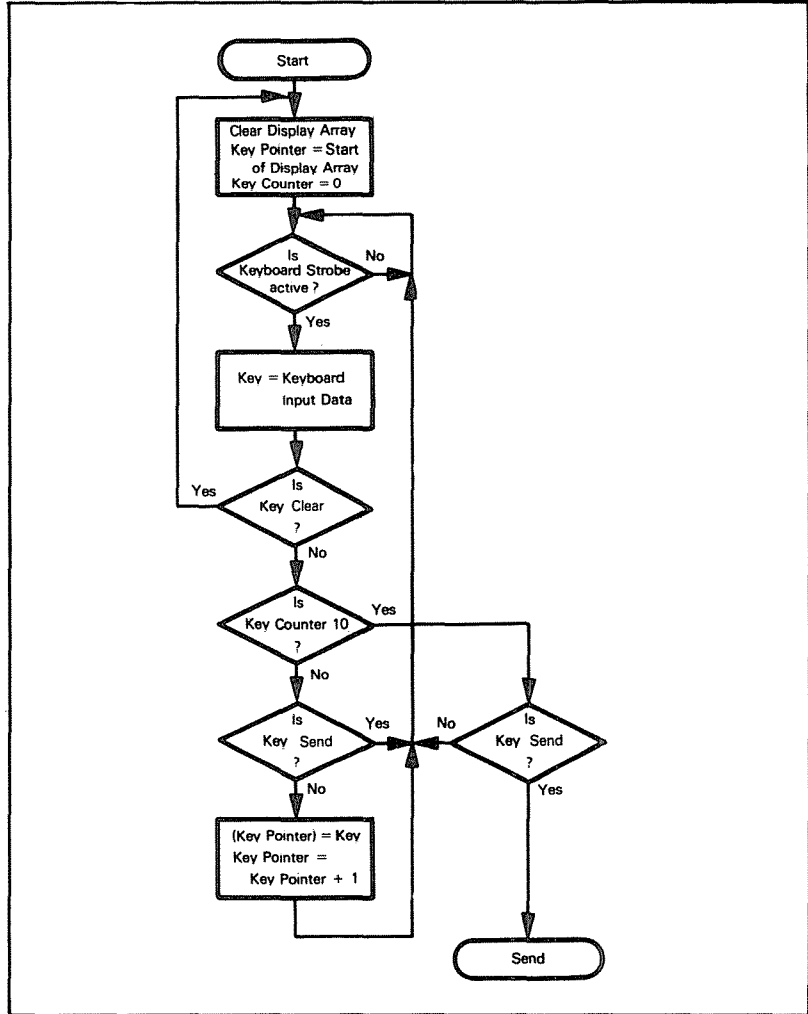 Start
Clear Display Array
Key Pointer = Start
of Display Array
Key Counter = 0
Is
Keyboard Strobe
active ?
No
Yes
Key = Keyboard
Input Data
Is
Key Clear
?
Yes
No
Is
Key Counter 10
?
Yes
No
Is
Key Send
?
Yes
No
Is
Key Send
?
No
Yes
(Key Pointer) = Key
Key Pointer =
Key Pointer + 1
Send